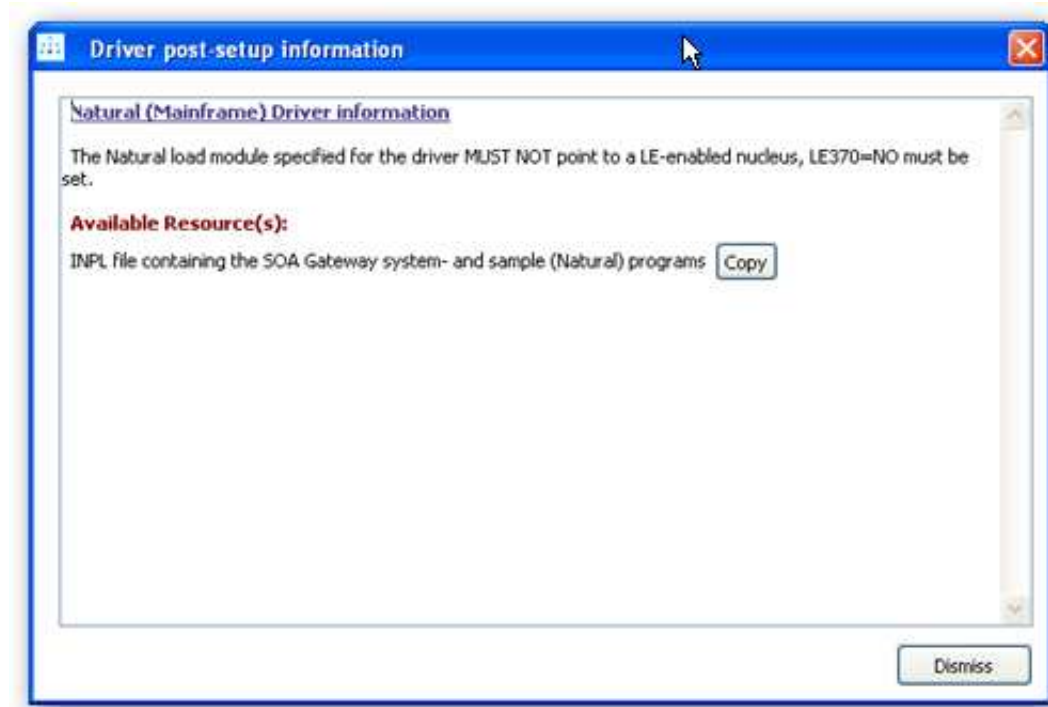 Driver post-setup information
Natural (Mainframe) Driver information
The Natural load module specified for the driver MUST NOT point to a LE-enabled nucleus, LE370=NO must be
set.
Available Resource(s):
INPL file containing the SOA Gateway system- and sample (Natural) programs Copy
Dismiss